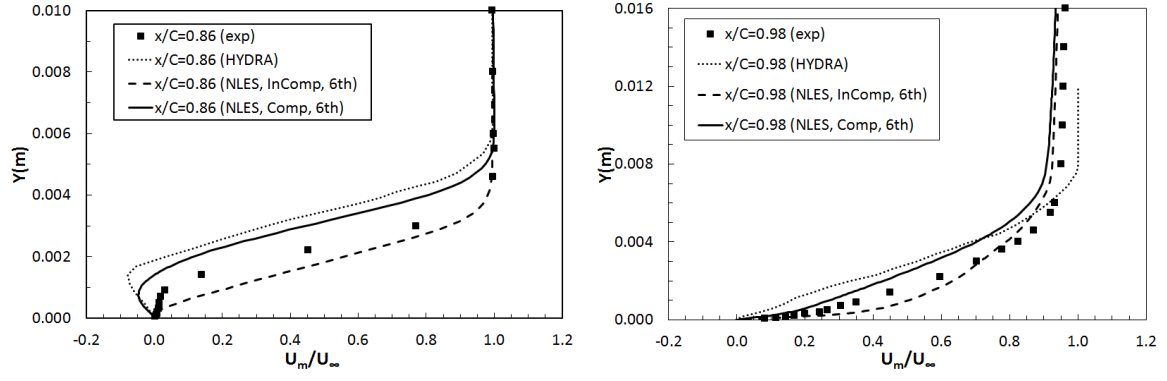 0.010
0.008
0.006
0.004
0.002
0.000
Y(m)
x/C=0.86 (exp)
x/C=0.86 (HYDRA)
x/C=0.86 (NLES, InComp, 6th)
x/C=0.86 (NLES, Comp, 6th)
-0.2 0.0 0.2 0.4 0.6 0.8 1.0 1.2
Um/U∞
0.016
0.012
0.008
0.004
0.000
Y(m)
x/C=0.98 (exp)
x/C=0.98 (HYDRA)
x/C=0.98 (NLES, InComp, 6th)
x/C=0.98 (NLES, Comp, 6th)
-0.2 0.0 0.2 0.4 0.6 0.8 1.0 1.2
Um/U∞